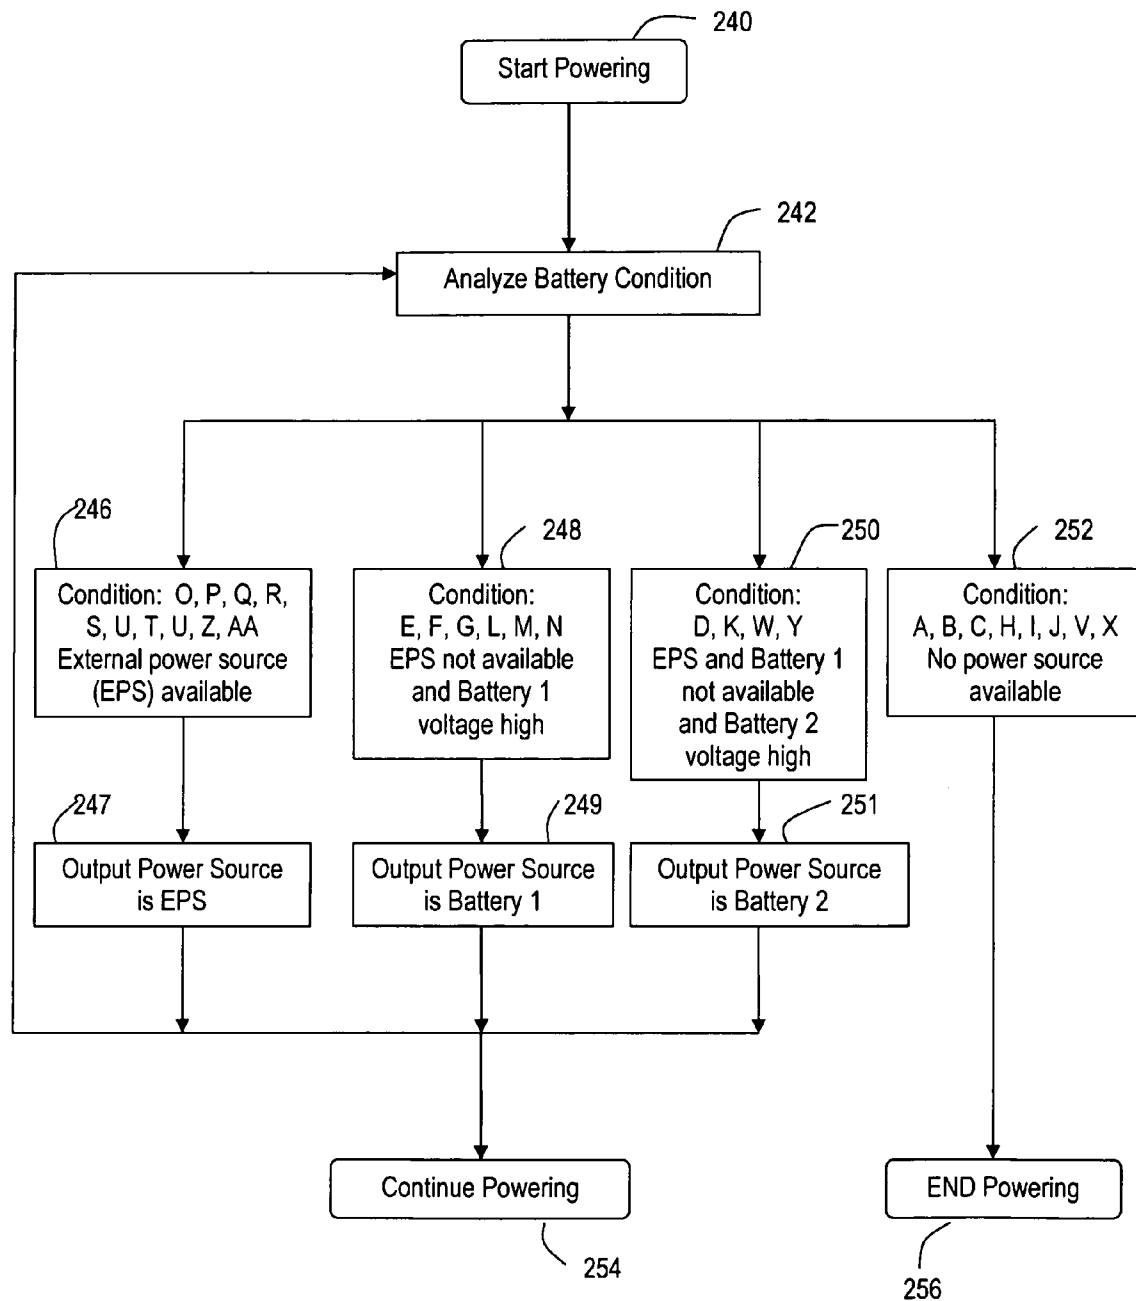 240
Start Powering
242
Analyze Battery Condition
246
Condition: O, P, Q, R,
S, U, T, U, Z, AA
External power source
(EPS) available
248
Condition:
E, F, G, L, M, N
EPS not available
and Battery 1
voltage high
250
Condition:
D, K, W, Y
EPS and Battery 1
not available
and Battery 2
voltage high
252
Condition:
A, B, C, H, I, J, V, X
No power source
available
247
Output Power Source
is EPS
249
Output Power Source
is Battery 1
251
Output Power Source
is Battery 2
Continue Powering
254
END Powering
256